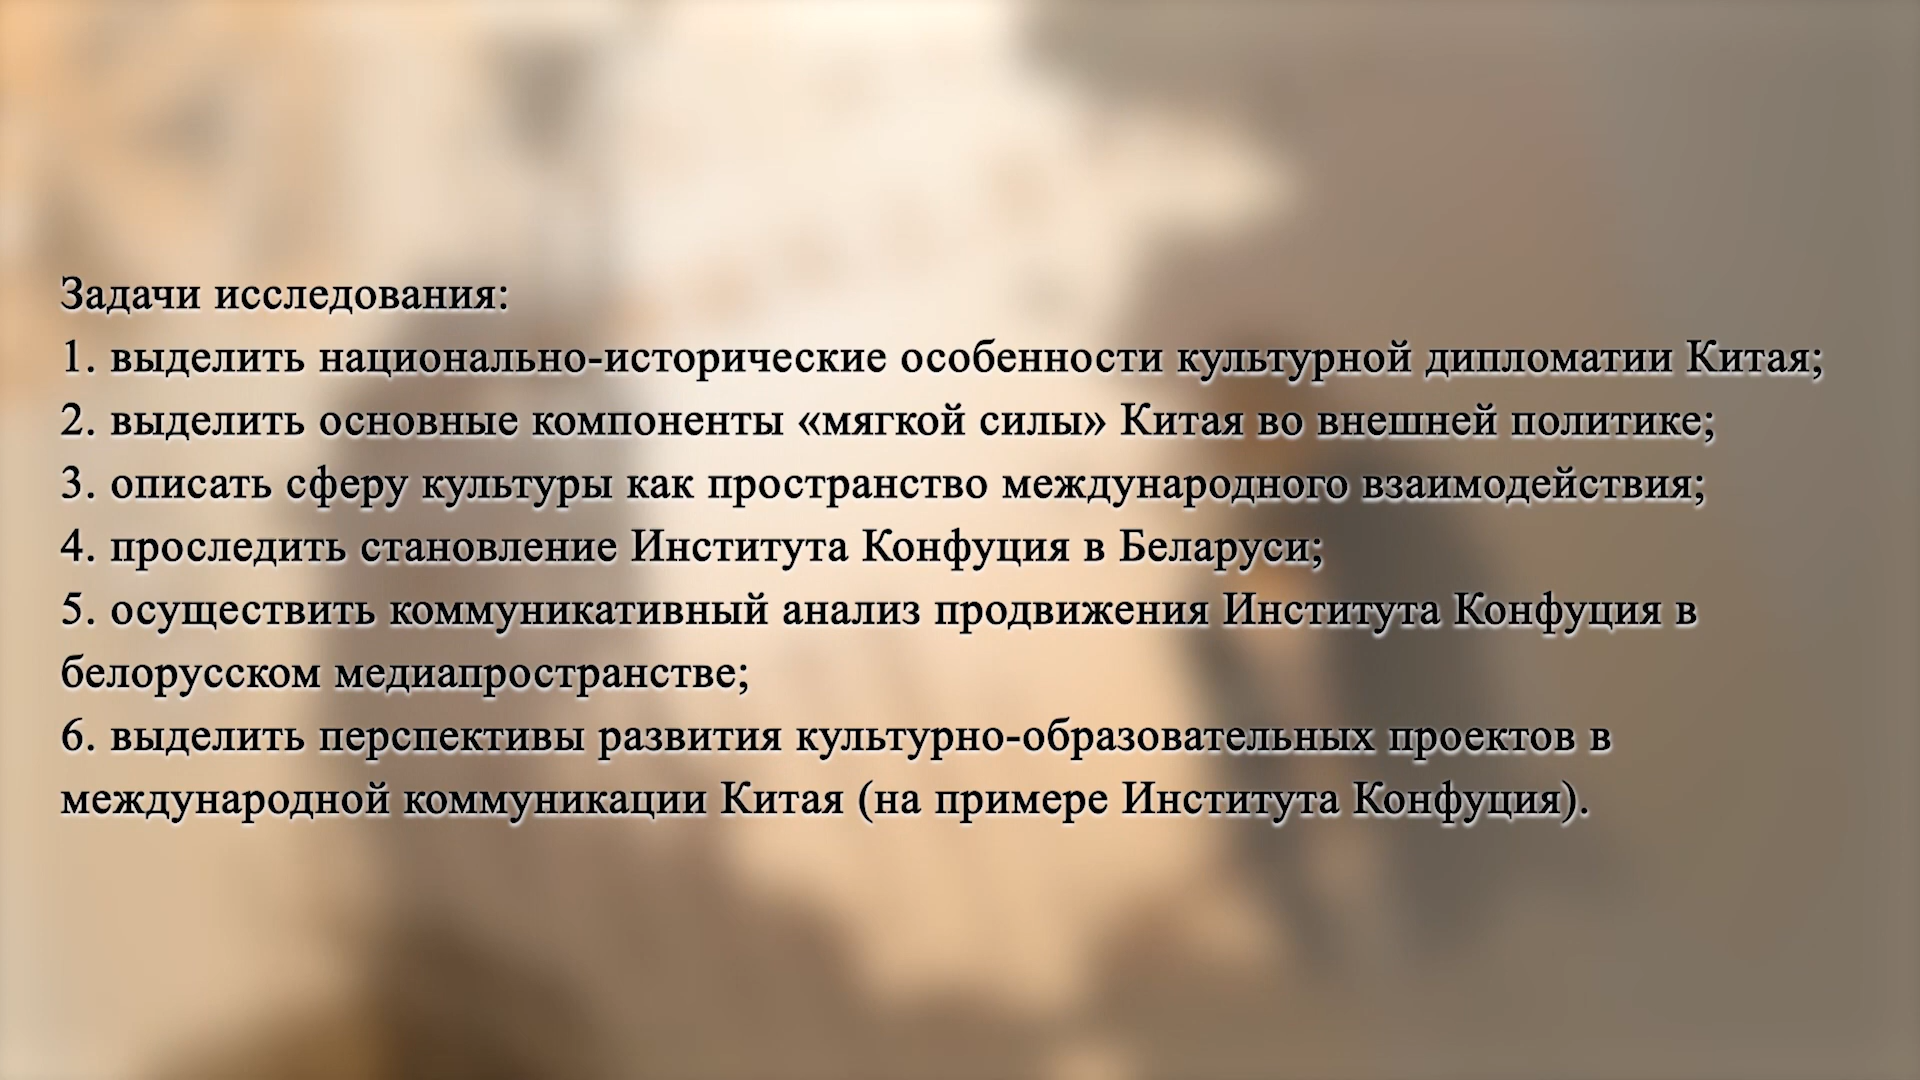 Задачи исследования:
1. выделить национально-исторические особенности культурной дипломатии Китая;
2. выделить основные компоненты «мягкой силы» Китая во внешней политике;
3. описать сферу культуры как пространство международного взаимодействия;
4. проследить становление Института Конфуция в Беларуси;
5. осуществить коммуникативный анализ продвижения Института Конфуция в
белорусском медиапространстве;
6. выделить перспективы развития культурно-образовательных проектов в
международной коммуникации Китая (на примере Института Конфуция).